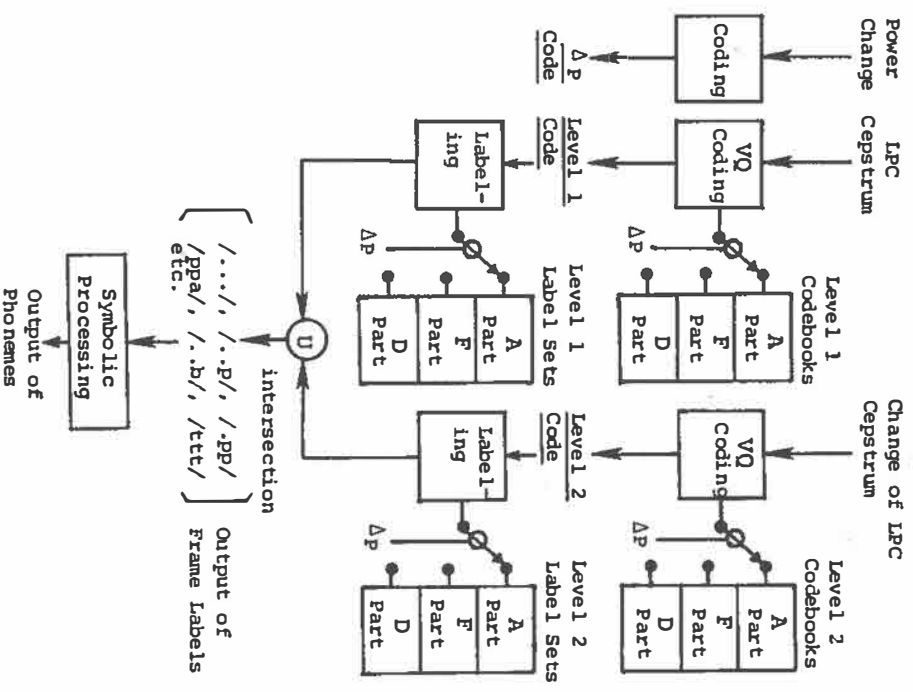 Power
Change
LPC
Cepstrum
Change of LPC
Cepstrum
Coding
VQ
Coding
Level 1
Codebooks
A
Part
F
Part
D
Part
ΔP
VQ
Coding
Level 2
Codebooks
A
Part
F
Part
D
Part
ΔP
ΔP
Code
Level 1
Code
Level 2
Code
Label-
ing
Level 1
Label Sets
A
Part
F
Part
D
Part
ΔP
Label-
ing
Level 2
Label Sets
A
Part
F
Part
D
Part
ΔP
∩
intersection
/.../, /..p/, /.pp/
/ppa/, /..b/, /ttt/
etc.
Output of
Frame Labels
Symbolic
Processing
Output of
Phonemes